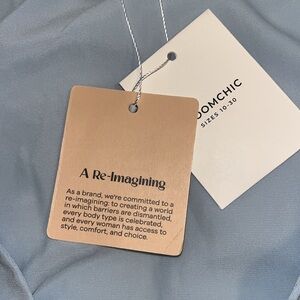 OOMCHIC
SIZES 10-30
A Re-Imagining
As a brand, we're committed to a
re-imagining: to creating a world
in which barriers are dismantled,
every body type is celebrated,
and every woman has access to
style, comfort, and choice.